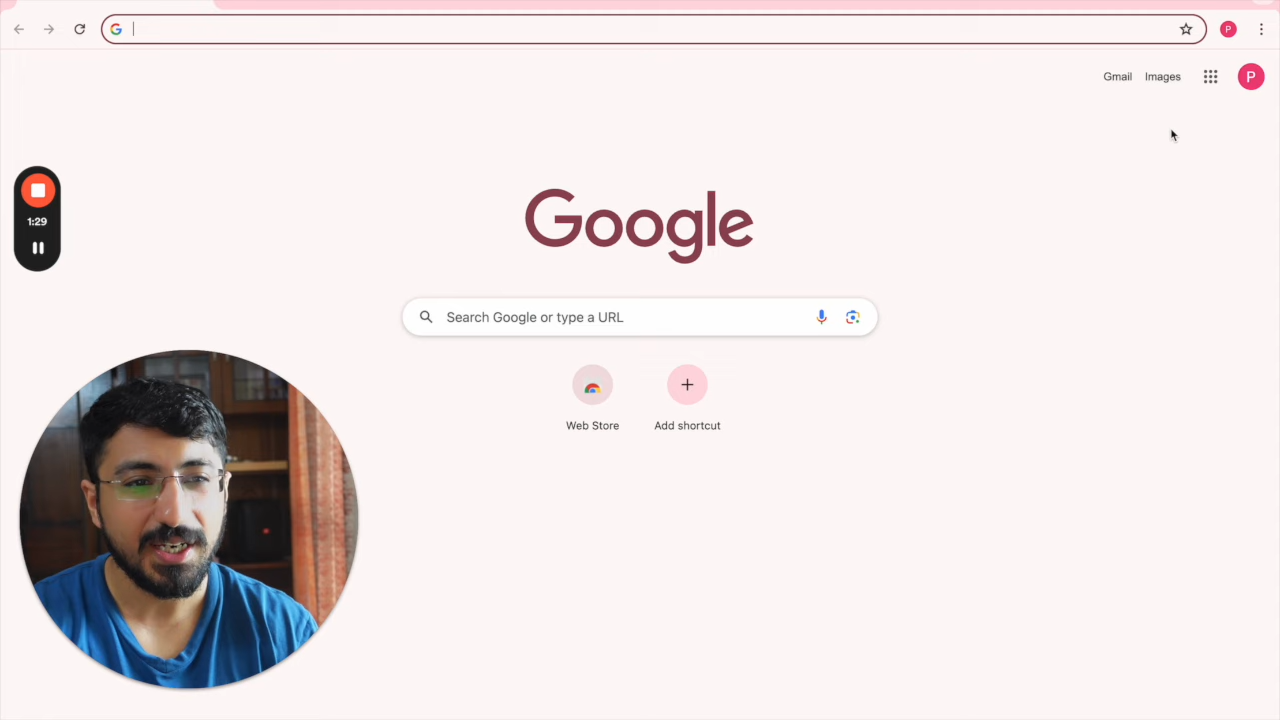 Gmail Images
P
P
1:29
Google
Search Google or type a URL
Web Store
Add shortcut